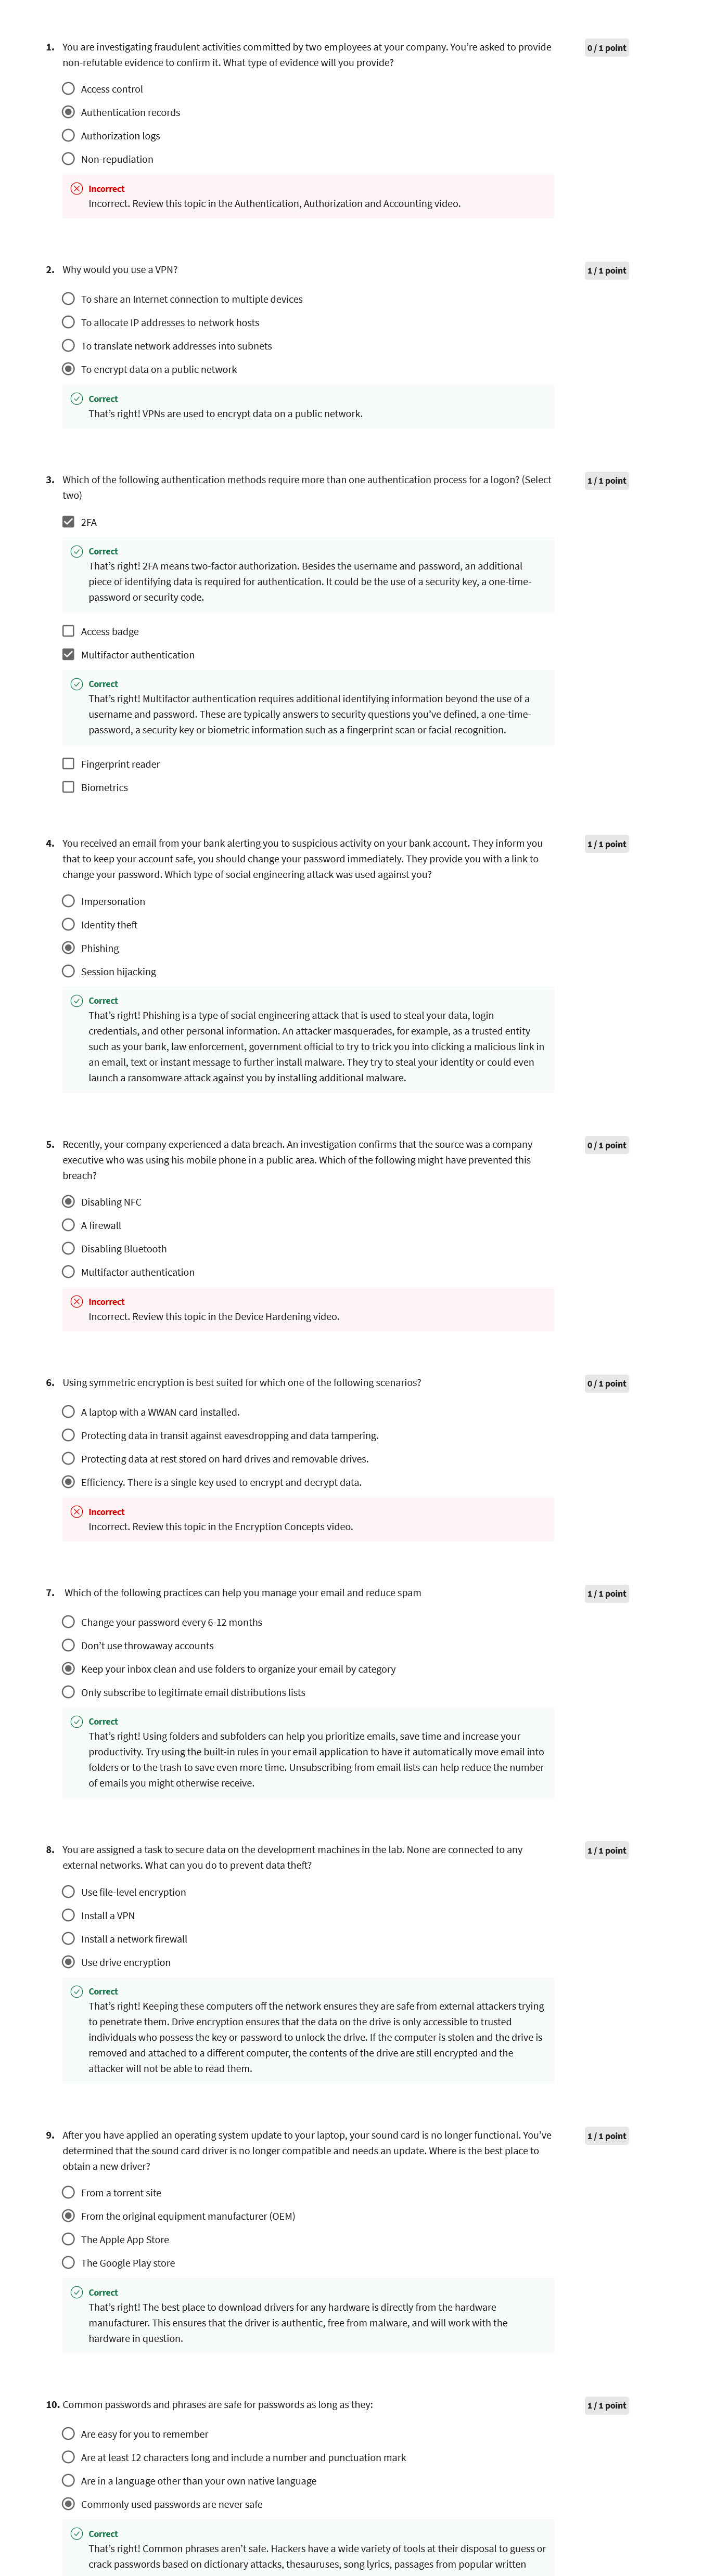 1. You are investigating fraudulent activities committed by two employees at your company. You're asked to provide
non-refutable evidence to confirm it. What type of evidence will you provide?
0 / 1 point
Access control
Authentication records
Authorization logs
Non-repudiation
Incorrect
Incorrect. Review this topic in the Authentication, Authorization and Accounting video.
2. Why would you use a VPN?
1 / 1 point
To share an Internet connection to multiple devices
To allocate IP addresses to network hosts
To translate network addresses into subnets
To encrypt data on a public network
Correct
That's right! VPNs are used to encrypt data on a public network.
3. Which of the following authentication methods require more than one authentication process for a logon? (Select
two)
1 / 1 point
2FA
Correct
That's right! 2FA means two-factor authorization. Besides the username and password, an additional
piece of identifying data is required for authentication. It could be the use of a security key, a one-time-
password or security code.
Access badge
Multifactor authentication
Correct
That's right! Multifactor authentication requires additional identifying information beyond the use of a
username and password. These are typically answers to security questions you've defined, a one-time-
password, a security key or biometric information such as a fingerprint scan or facial recognition.
Fingerprint reader
Biometrics
4. You received an email from your bank alerting you to suspicious activity on your bank account. They inform you
that to keep your account safe, you should change your password immediately. They provide you with a link to
change your password. Which type of social engineering attack was used against you?
1 / 1 point
Impersonation
Identity theft
Phishing
Session hijacking
Correct
That's right! Phishing is a type of social engineering attack that is used to steal your data, login
credentials, and other personal information. An attacker masquerades, for example, as a trusted entity
such as your bank, law enforcement, government official to try to trick you into clicking a malicious link in
an email, text or instant message to further install malware. They try to steal your identity or could even
launch a ransomware attack against you by installing additional malware.
5. Recently, your company experienced a data breach. An investigation confirms that the source was a company
executive who was using his mobile phone in a public area. Which of the following might have prevented this
breach?
0 / 1 point
Disabling NFC
A firewall
Disabling Bluetooth
Multifactor authentication
Incorrect
Incorrect. Review this topic in the Device Hardening video.
6. Using symmetric encryption is best suited for which one of the following scenarios?
0 / 1 point
A laptop with a WWAN card installed.
Protecting data in transit against eavesdropping and data tampering.
Protecting data at rest stored on hard drives and removable drives.
Efficiency. There is a single key used to encrypt and decrypt data.
Incorrect
Incorrect. Review this topic in the Encryption Concepts video.
7. Which of the following practices can help you manage your email and reduce spam
1 / 1 point
Change your password every 6-12 months
Don't use throwaway accounts
Keep your inbox clean and use folders to organize your email by category
Only subscribe to legitimate email distributions lists
Correct
That's right! Using folders and subfolders can help you prioritize emails, save time and increase your
productivity. Try using the built-in rules in your email application to have it automatically move email into
folders or to the trash to save even more time. Unsubscribing from email lists can help reduce the number
of emails you might otherwise receive.
8. You are assigned a task to secure data on the development machines in the lab. None are connected to any
external networks. What can you do to prevent data theft?
1 / 1 point
Use file-level encryption
Install a VPN
Install a network firewall
Use drive encryption
Correct
That's right! Keeping these computers off the network ensures they are safe from external attackers trying
to penetrate them. Drive encryption ensures that the data on the drive is only accessible to trusted
individuals who possess the key or password to unlock the drive. If the computer is stolen and the drive is
removed and attached to a different computer, the contents of the drive are still encrypted and the
attacker will not be able to read them.
9. After you have applied an operating system update to your laptop, your sound card is no longer functional. You've
determined that the sound card driver is no longer compatible and needs an update. Where is the best place to
obtain a new driver?
1 / 1 point
From a torrent site
From the original equipment manufacturer (OEM)
The Apple App Store
The Google Play store
Correct
That's right! The best place to download drivers for any hardware is directly from the hardware
manufacturer. This ensures that the driver is authentic, free from malware, and will work with the
hardware in question.
10. Common passwords and phrases are safe for passwords as long as they:
1 / 1 point
Are easy for you to remember
Are at least 12 characters long and include a number and punctuation mark
Are in a language other than your own native language
Commonly used passwords are never safe
Correct
That's right! Common phrases aren't safe. Hackers have a wide variety of tools at their disposal to guess or
crack passwords based on dictionary attacks, thesauruses, song lyrics, passages from popular written